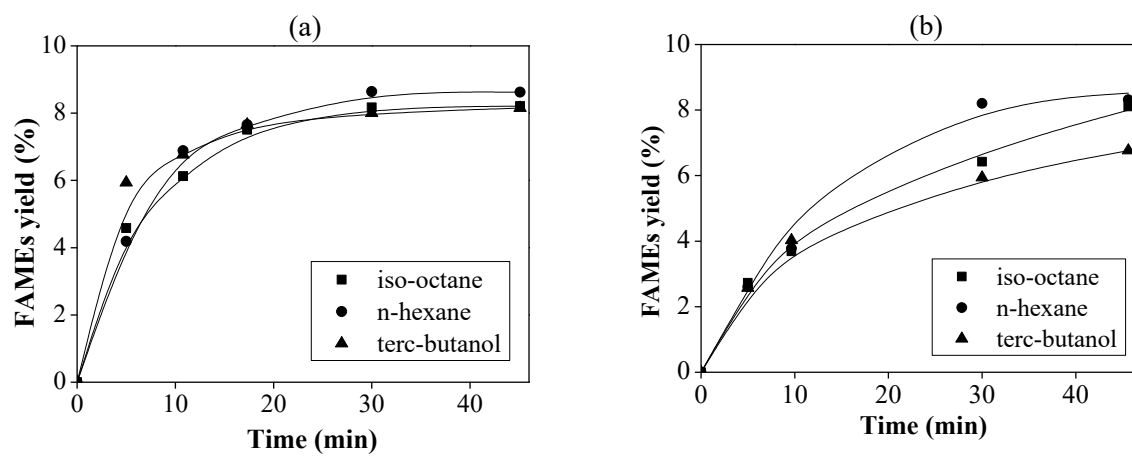 (a)
10
8
6
4
2
0
FAMEs yield (%)
iso-octane
n-hexane
terc-butanol
0 10 20 30 40
Time (min)
(b)
10
8
6
4
2
0
FAMEs yield (%)
iso-octane
n-hexane
terc-butanol
0 10 20 30 40
Time (min)